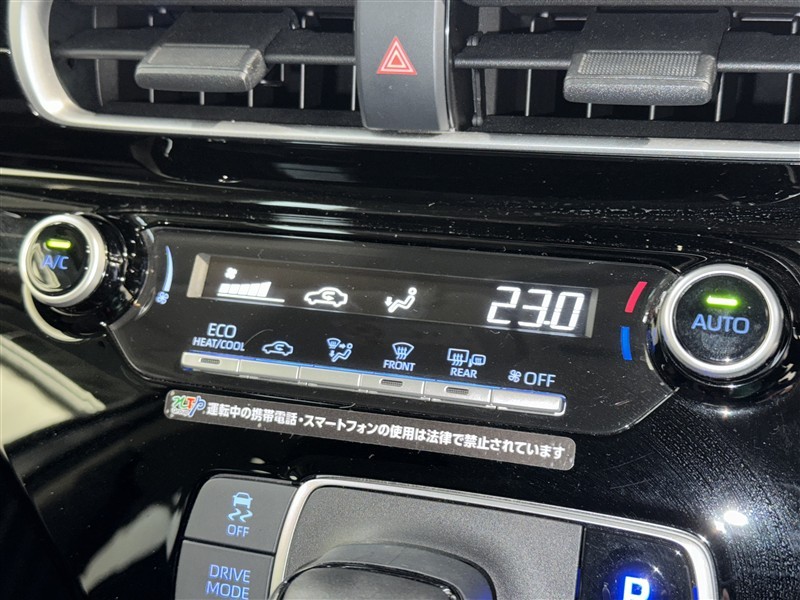 A/C
23.0
AUTO
ECO
HEAT/COOL
FRONT
REAR
OFF
運転中の携帯電話・スマートフォンの使用は法律で禁止されています
OFF
DRIVE
MODE
P